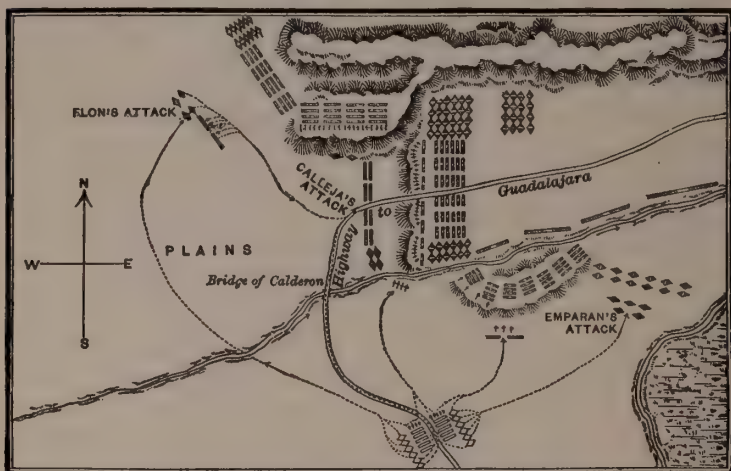 FLON'S ATTACK
CALLEJA'S
ATTACK
Highway
to
Guadalajara
N
W
E
S
PLAINS
Bridge of Calderon
EMPARAN'S
ATTACK